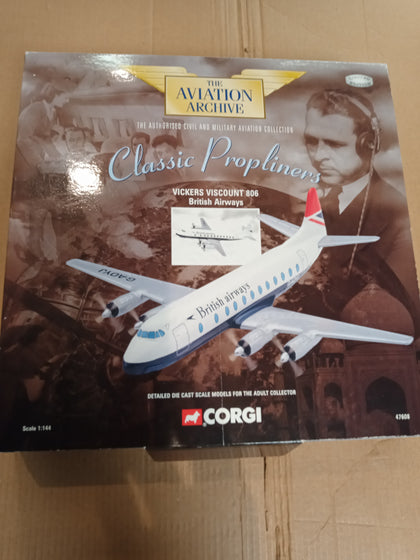 THE
AVIATION
ARCHIVE
THE AUTHORISED CIVIL AND MILITARY AVIATION COLLECTION
Classic Propliners
VICKERS VISCOUNT 806
British Airways
G-AOYJ
British airways
DETAILED DIE CAST SCALE MODELS FOR THE ADULT COLLECTOR
CORGI
Scale 1:144
47608